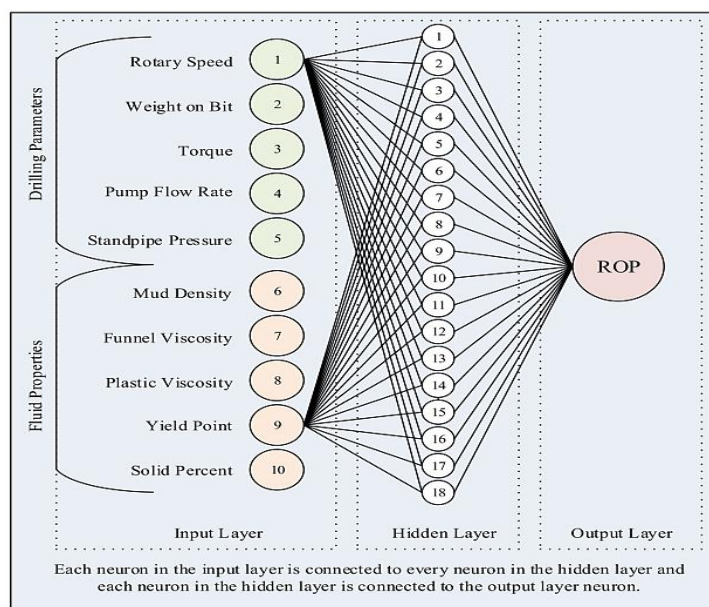 Drilling Parameters
Rotary Speed 1
Weight on Bit 2
Torque 3
Pump Flow Rate 4
Standpipe Pressure 5
Fluid Properties
Mud Density 6
Funnel Viscosity 7
Plastic Viscosity 8
Yield Point 9
Solid Percent 10
1
2
3
4
5
6
7
8
9
10
11
12
13
14
15
16
17
18
ROP
Input Layer
Hidden Layer
Output Layer
Each neuron in the input layer is connected to every neuron in the hidden layer and
each neuron in the hidden layer is connected to the output layer neuron.